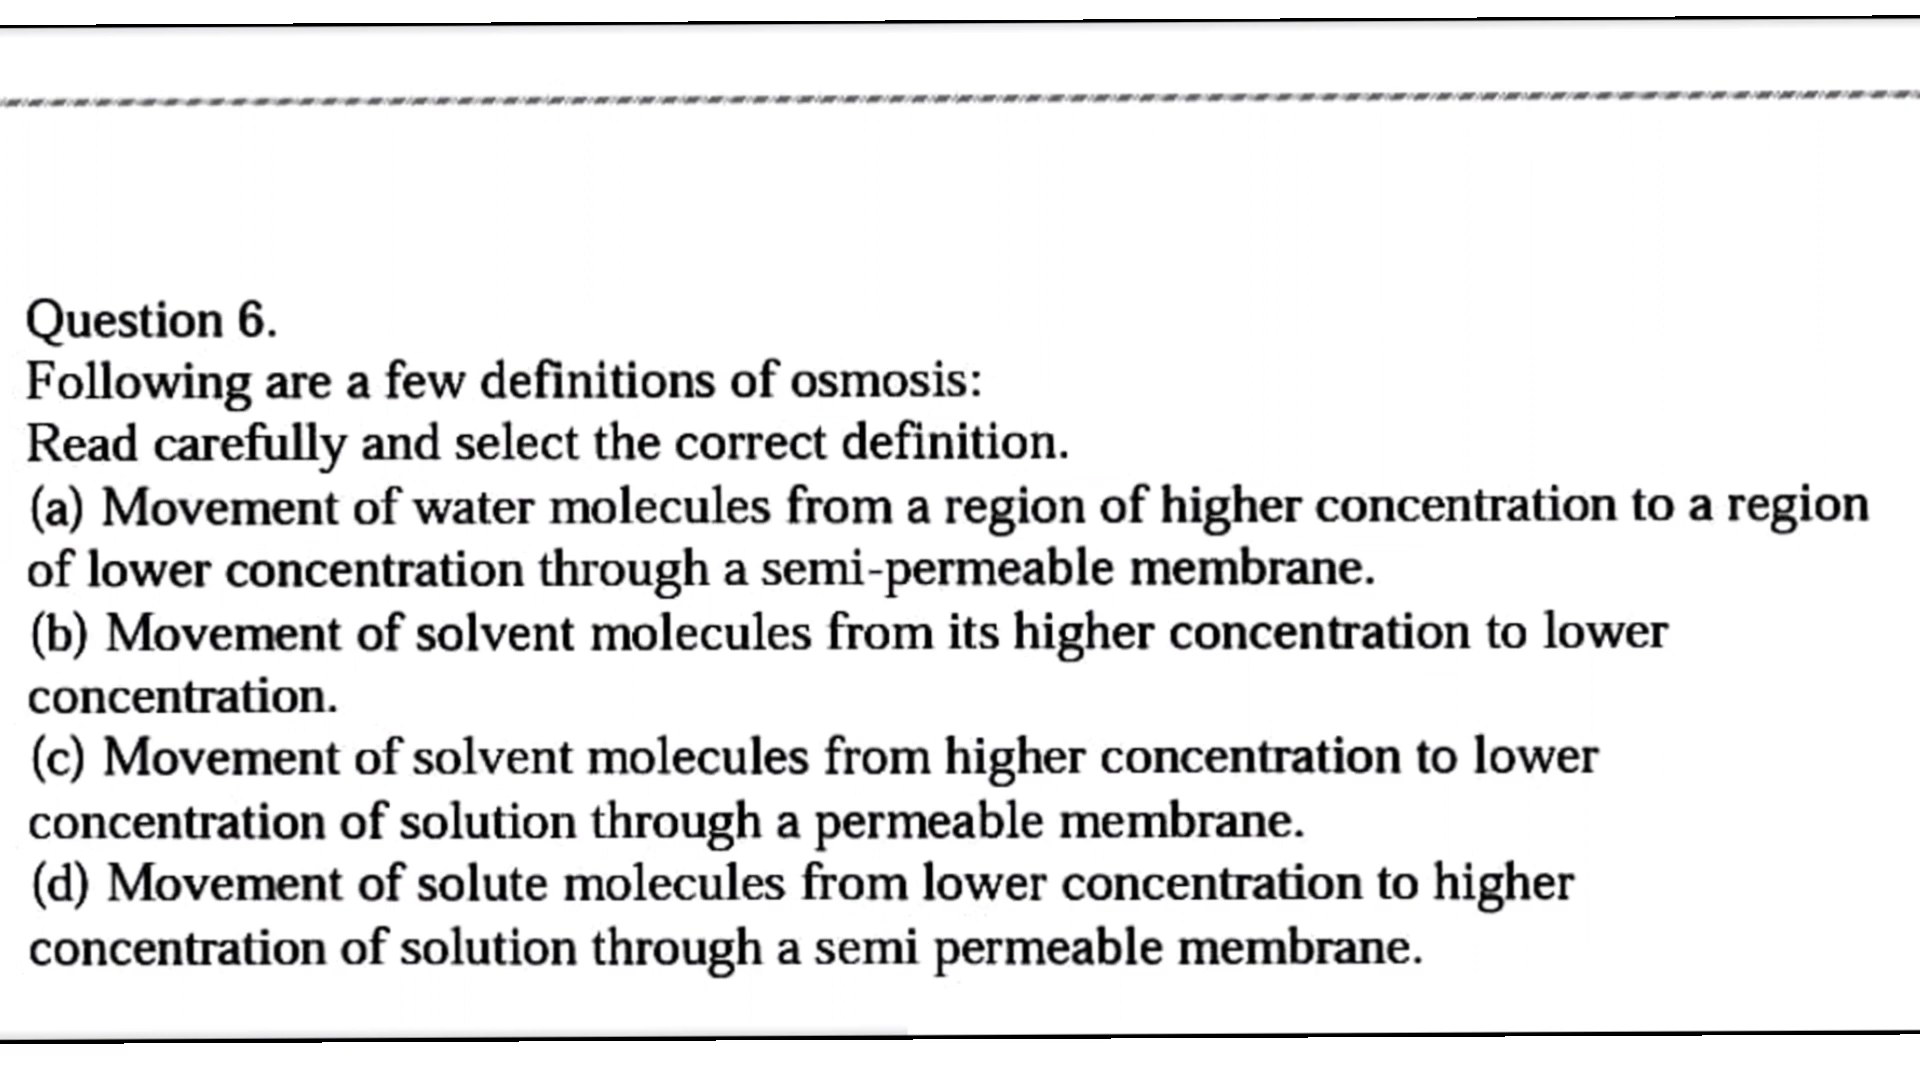 Question 6.
Following are a few definitions of osmosis:
Read carefully and select the correct definition.
(a) Movement of water molecules from a region of higher concentration to a region
of lower concentration through a semi-permeable membrane.
(b) Movement of solvent molecules from its higher concentration to lower
concentration.
(c) Movement of solvent molecules from higher concentration to lower
concentration of solution through a permeable membrane.
(d) Movement of solute molecules from lower concentration to higher
concentration of solution through a semi permeable membrane.